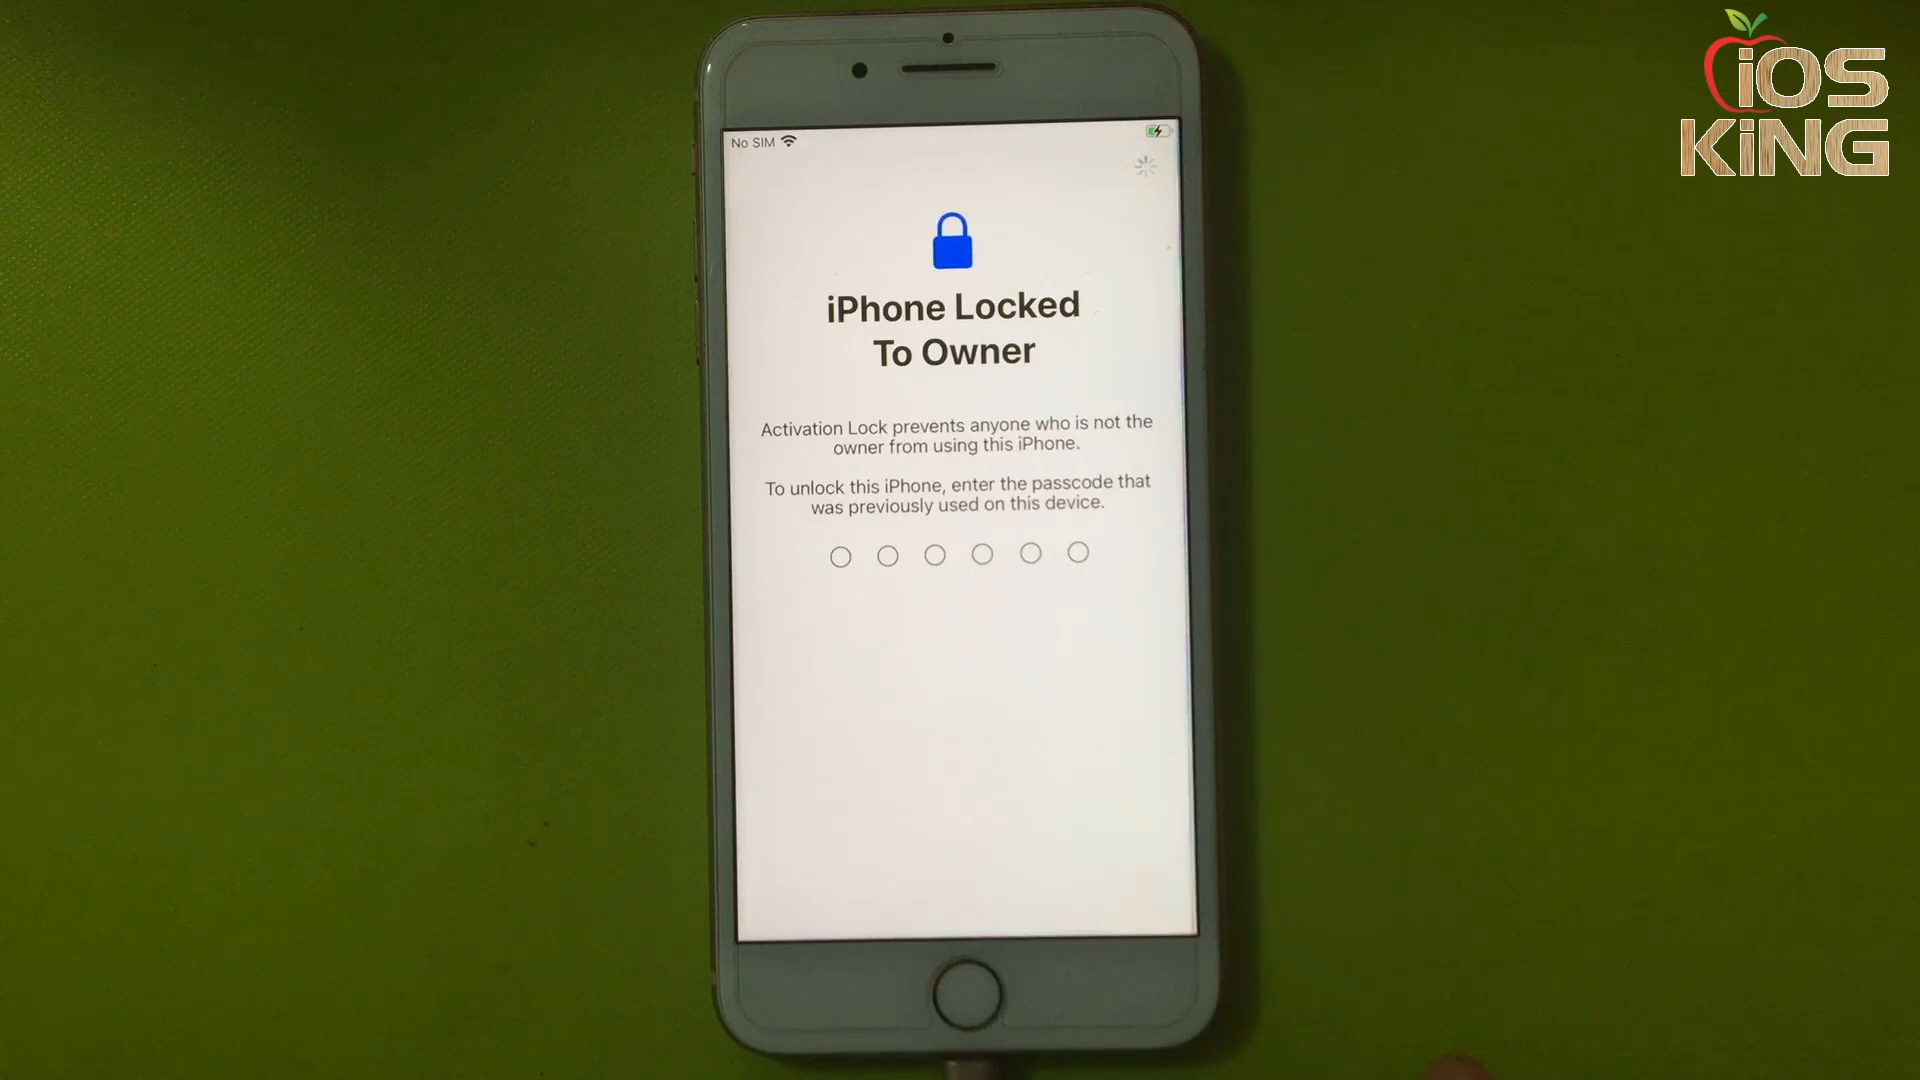 iOS
KiNG
No SIM
iPhone Locked
To Owner
Activation Lock prevents anyone who is not the
owner from using this iPhone.
To unlock this iPhone, enter the passcode that
was previously used on this device.